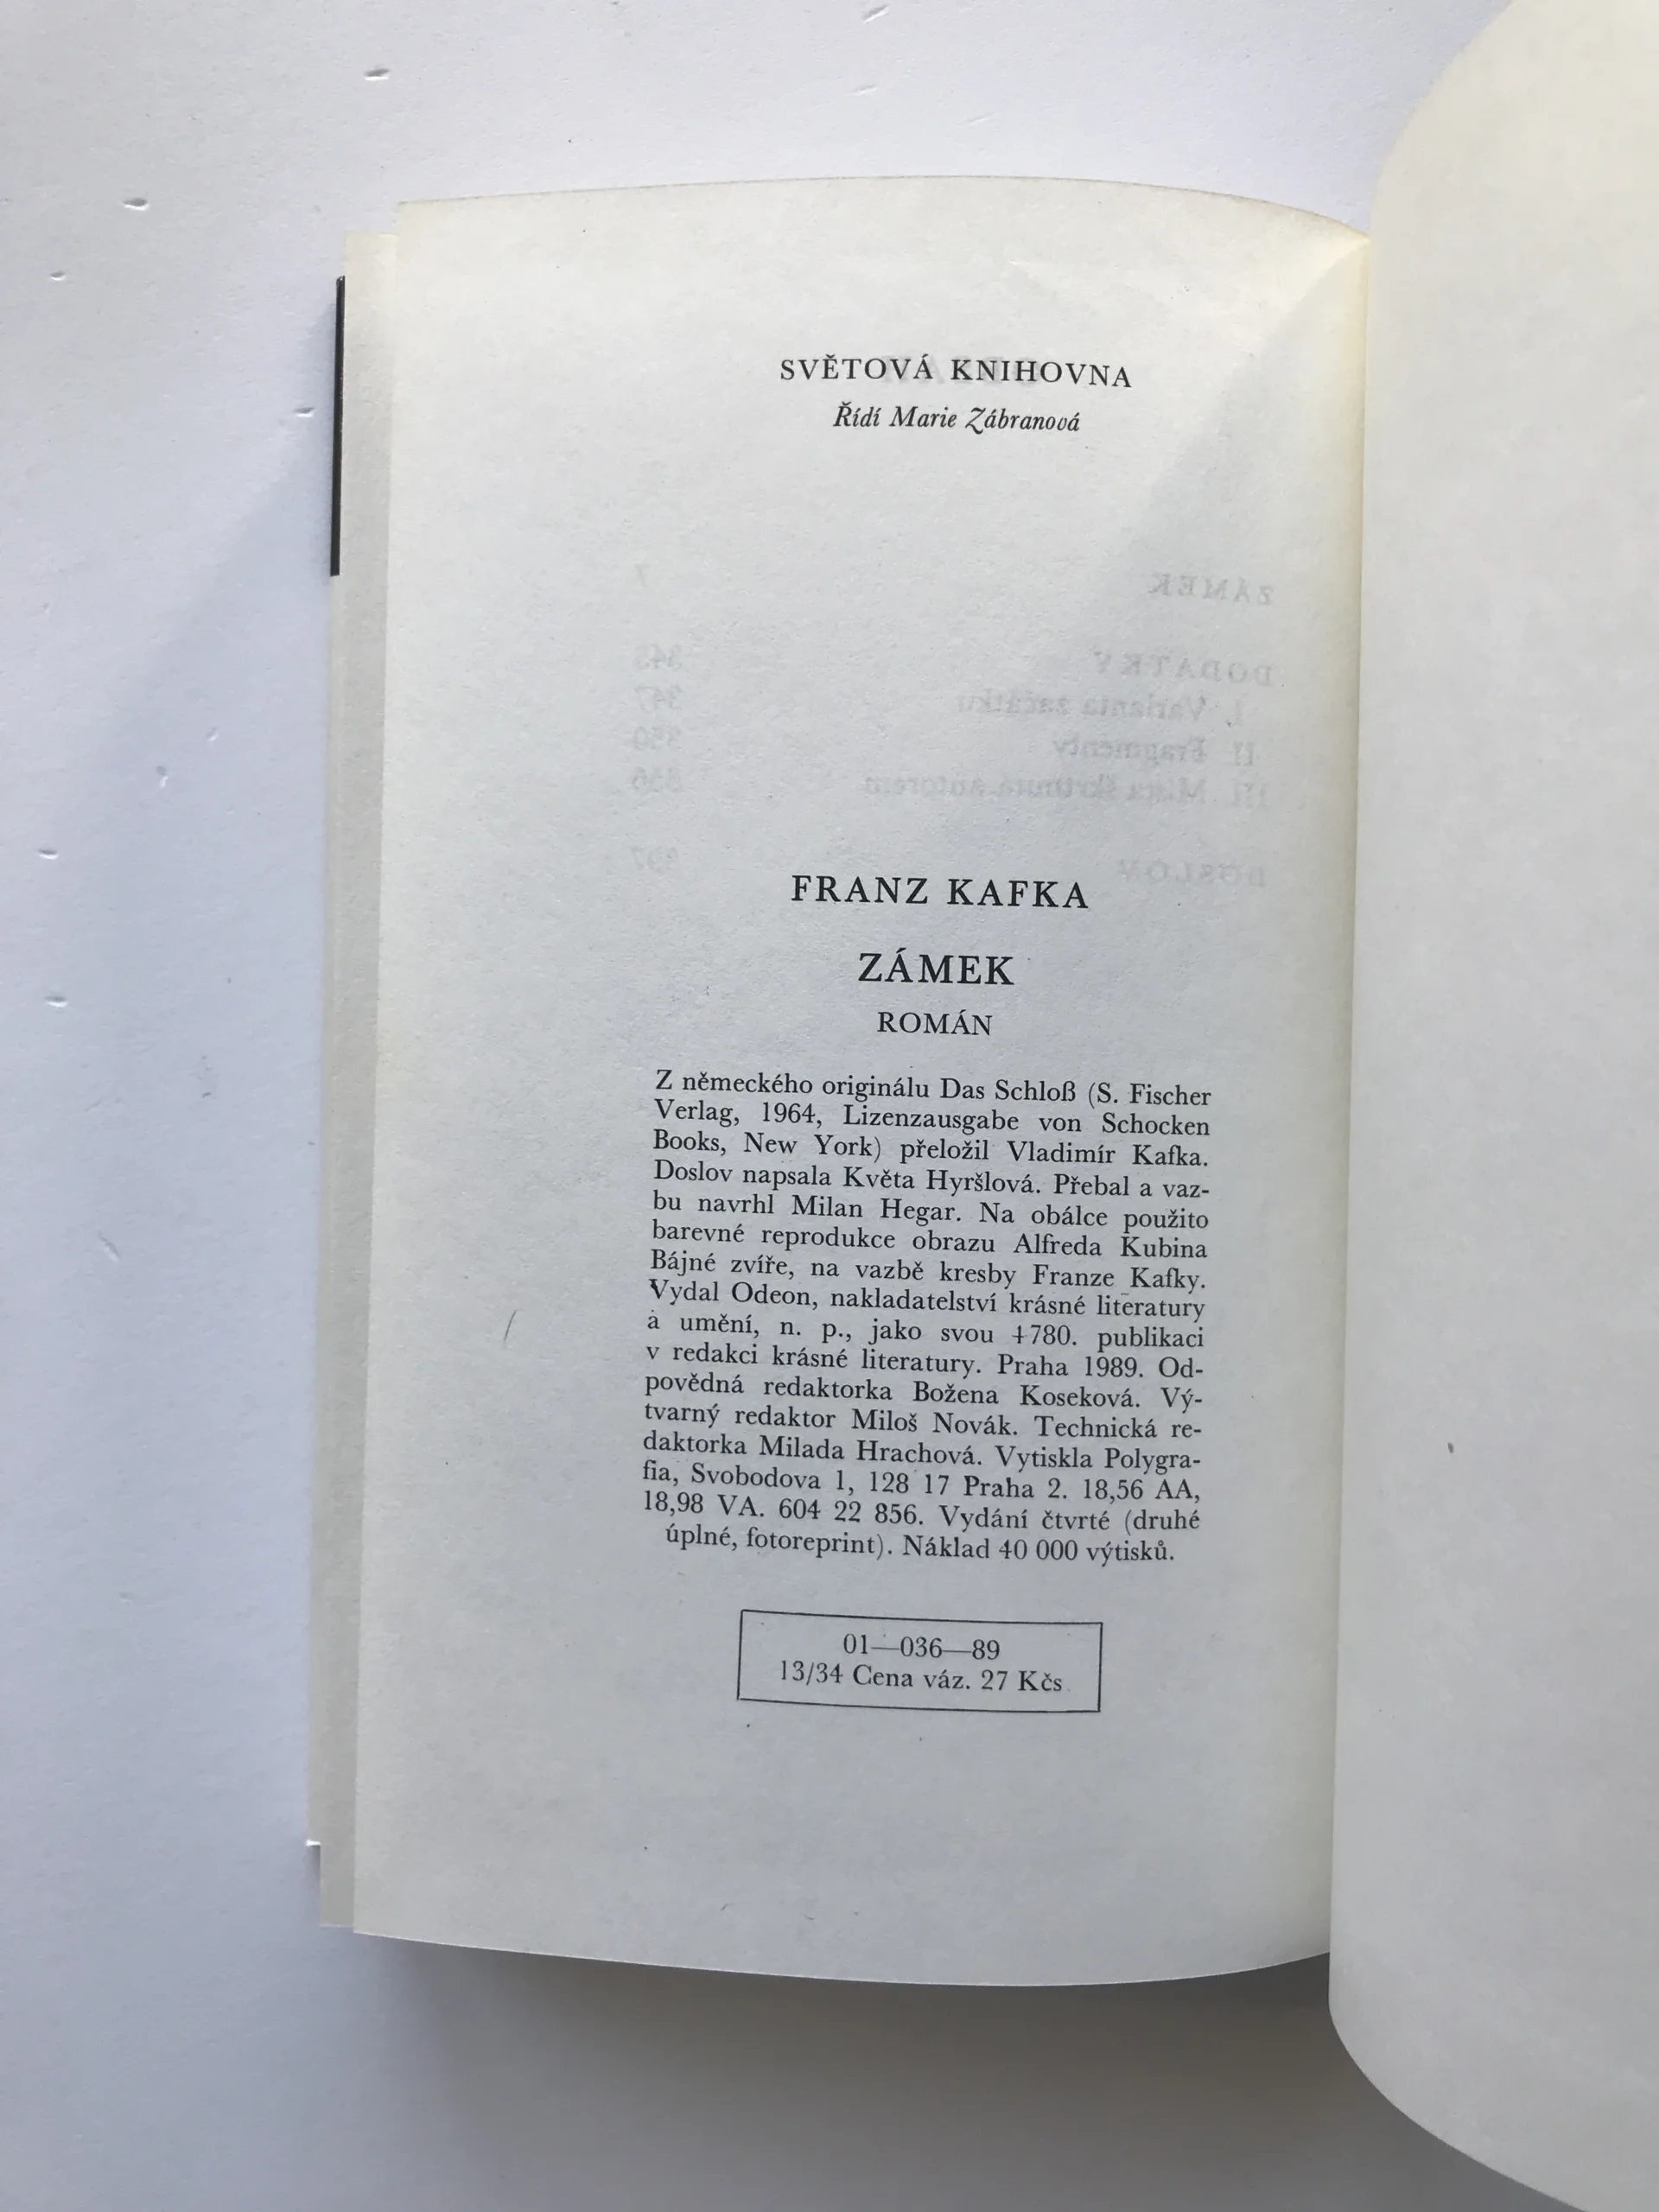 SVĚTOVÁ KNIHOVNA
Řídí Marie Zábranová
FRANZ KAFKA
ZÁMEK
ROMÁN
Z německého originálu Das Schloß (S. Fischer
Verlag, 1964, Lizenzausgabe von Schocken
Books, New York) přeložil Vladimír Kafka.
Doslov napsala Květa Hyršlová. Přebal a vaz-
bu navrhl Milan Hegar. Na obálce použito
barevné reprodukce obrazu Alfreda Kubina
Bájné zvíře, na vazbě kresby Franze Kafky.
Vydal Odeon, nakladatelství krásné literatury
a umění, n. p., jako svou 4780. publikaci
v redakci krásné literatury. Praha 1989. Od-
povědná redaktorka Božena Koseková. Vý-
tvarný redaktor Miloš Novák. Technická re-
daktorka Milada Hrachová. Vytiskla Polygra-
fia, Svobodova 1, 128 17 Praha 2. 18,56 AA,
18,98 VA. 604 22 856. Vydání čtvrté (druhé
úplné, fotoreprint). Náklad 40 000 výtisků.
01—036—89
13/34 Cena váz. 27 Kčs